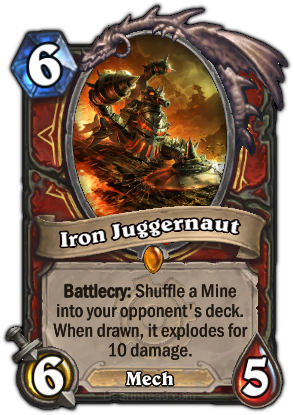 6
Iron Juggernaut
Battlecry: Shuffle a Mine
into your opponent's deck.
When drawn, it explodes for
10 damage.
6 Mech 5